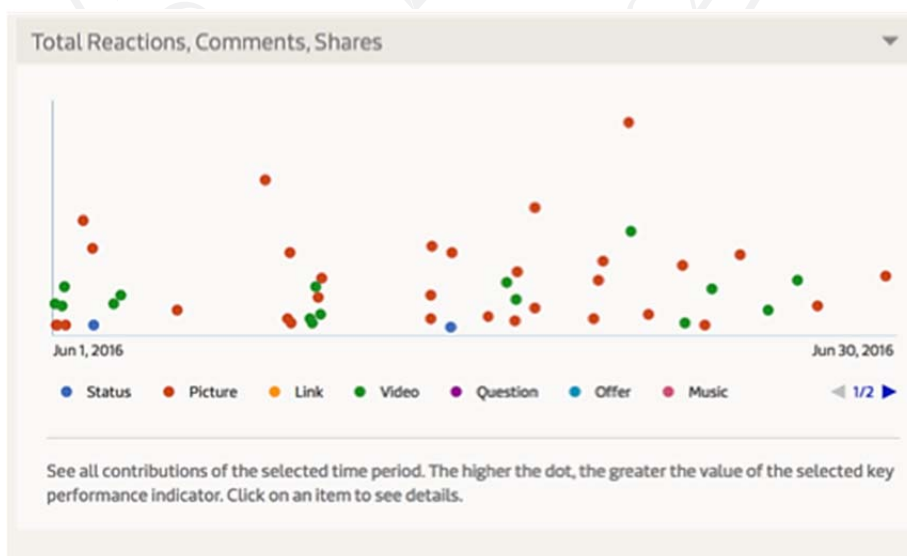 Total Reactions, Comments, Shares
Jun 1, 2016 Jun 30, 2016
Status Picture Link Video Question Offer Music 1/2
See all contributions of the selected time period. The higher the dot, the greater the value of the selected key
performance indicator. Click on an item to see details.